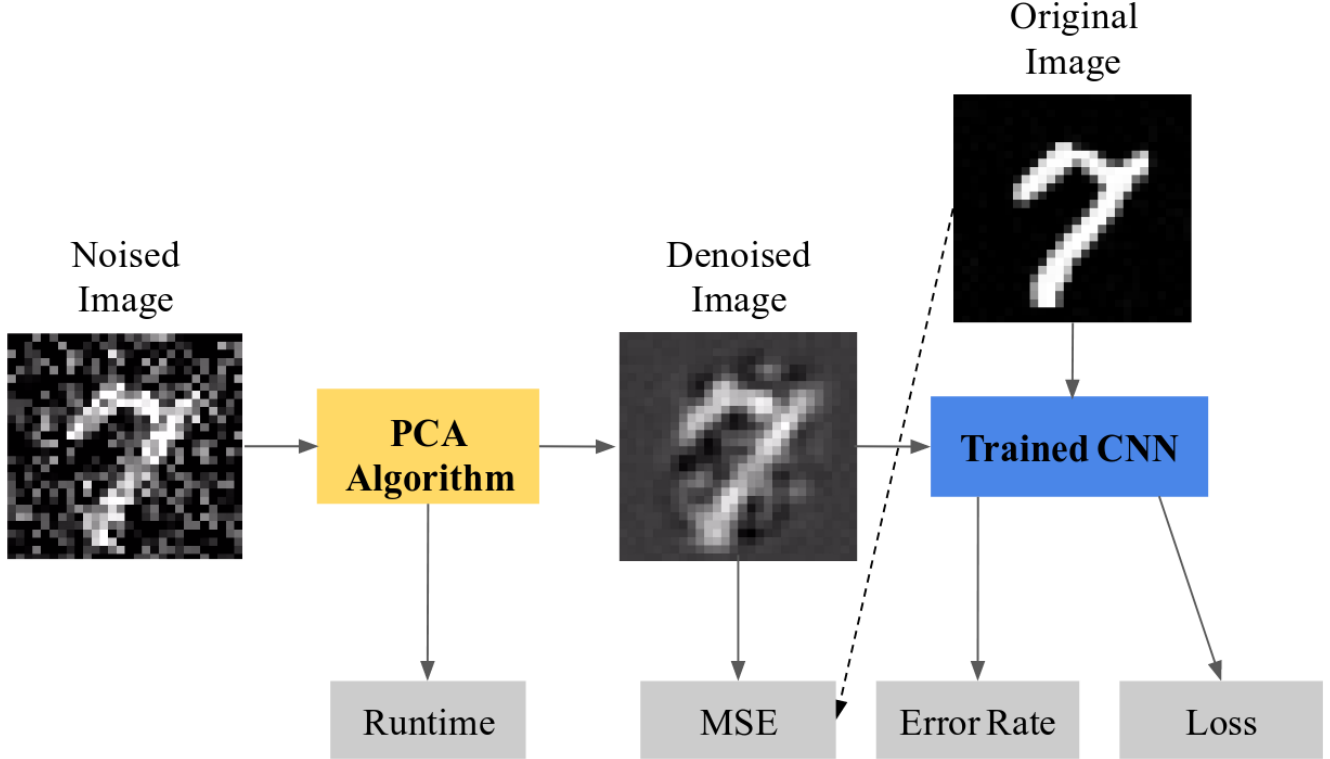 Original
Image
Noised
Image
Denoised
Image
PCA
Algorithm
Trained CNN
Runtime
MSE
Error Rate
Loss